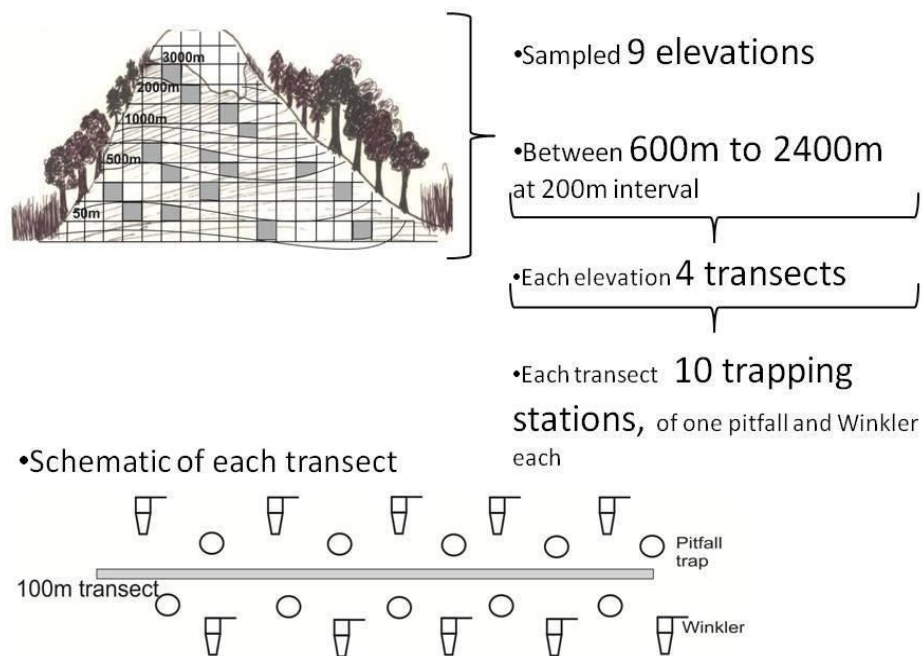 3000m
2000m
1000m
500m
50m
•Sampled 9 elevations
•Between 600m to 2400m
at 200m interval
•Each elevation 4 transects
•Each transect 10 trapping
stations, of one pitfall and Winkler
each
•Schematic of each transect
Pitfall
trap
100m transect
Winkler